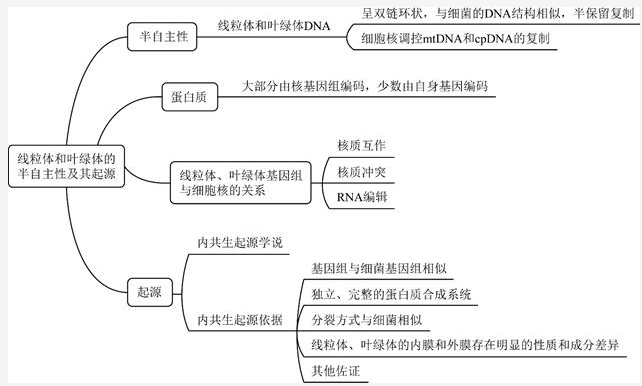 呈双链环状，与细菌的DNA结构相似，半保留复制
半自主性
线粒体和叶绿体DNA
细胞核调控mtDNA和cpDNA的复制
蛋白质
大部分由核基因组编码，少数由自身基因编码
线粒体和叶绿体的
半自主性及其起源
线粒体、叶绿体基因组
与细胞核的关系
核质互作
核质冲突
RNA编辑
起源
内共生起源学说
内共生起源依据
基因组与细菌基因组相似
独立、完整的蛋白质合成系统
分裂方式与细菌相似
线粒体、叶绿体的内膜和外膜存在明显的性质和成分差异
其他佐证